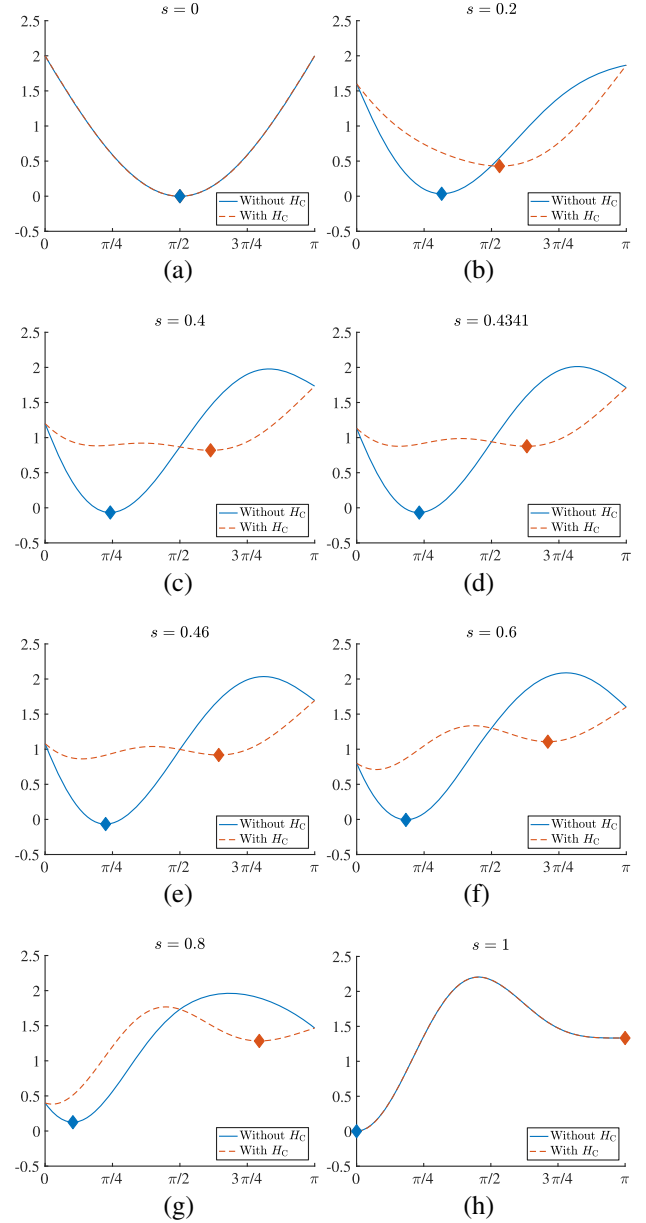 s = 0
2.5
2
1.5
1
0.5
0
-0.5
0 π/4 π/2 3π/4 π
Without H_C
With H_C
(a)
s = 0.2
2.5
2
1.5
1
0.5
0
-0.5
0 π/4 π/2 3π/4 π
Without H_C
With H_C
(b)
s = 0.4
2.5
2
1.5
1
0.5
0
-0.5
0 π/4 π/2 3π/4 π
Without H_C
With H_C
(c)
s = 0.4341
2.5
2
1.5
1
0.5
0
-0.5
0 π/4 π/2 3π/4 π
Without H_C
With H_C
(d)
s = 0.46
2.5
2
1.5
1
0.5
0
-0.5
0 π/4 π/2 3π/4 π
Without H_C
With H_C
(e)
s = 0.6
2.5
2
1.5
1
0.5
0
-0.5
0 π/4 π/2 3π/4 π
Without H_C
With H_C
(f)
s = 0.8
2.5
2
1.5
1
0.5
0
-0.5
0 π/4 π/2 3π/4 π
Without H_C
With H_C
(g)
s = 1
2.5
2
1.5
1
0.5
0
-0.5
0 π/4 π/2 3π/4 π
Without H_C
With H_C
(h)